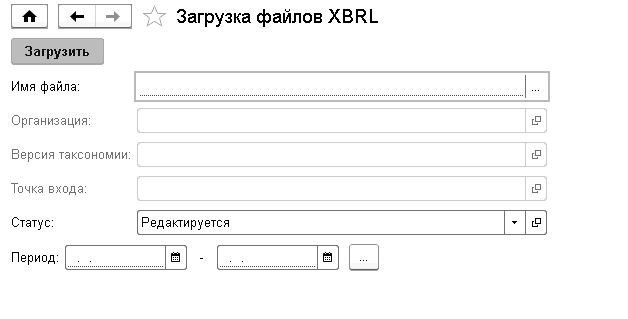 Загрузка файлов XBRL
Загрузить
Имя файла: ...
Организация:
Версия таксономии:
Точка входа:
Статус: Редактируется
Период: . . - . . ...